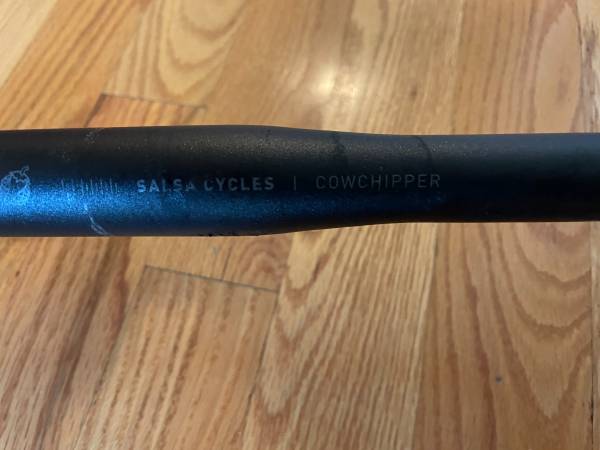 SALSA CYCLES | COWCHIPPER